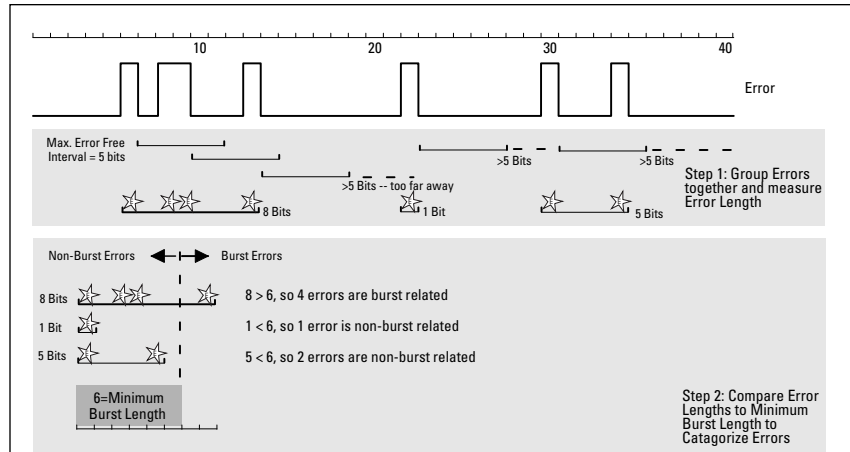 10
20
30
40
Error
Max. Error Free
Interval = 5 bits
>5 Bits
>5 Bits
>5 Bits -- too far away
8 Bits
1 Bit
5 Bits
Step 1: Group Errors
together and measure
Error Length
Non-Burst Errors
Burst Errors
8 Bits
8 > 6, so 4 errors are burst related
1 Bit
1 < 6, so 1 error is non-burst related
5 Bits
5 < 6, so 2 errors are non-burst related
6=Minimum
Burst Length
Step 2: Compare Error
Lengths to Minimum
Burst Length to
Catagorize Errors